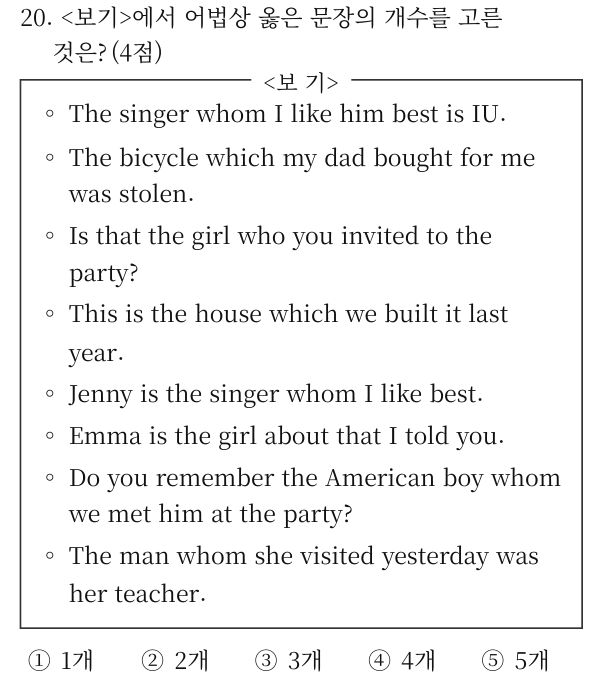 20. <보기>에서 어법상 옳은 문장의 개수를 고른
것은?(4점)
<보 기>
◦ The singer whom I like him best is IU.
◦ The bicycle which my dad bought for me
was stolen.
◦ Is that the girl who you invited to the
party?
◦ This is the house which we built it last
year.
◦ Jenny is the singer whom I like best.
◦ Emma is the girl about that I told you.
◦ Do you remember the American boy whom
we met him at the party?
◦ The man whom she visited yesterday was
her teacher.
① 1개 ② 2개 ③ 3개 ④ 4개 ⑤ 5개